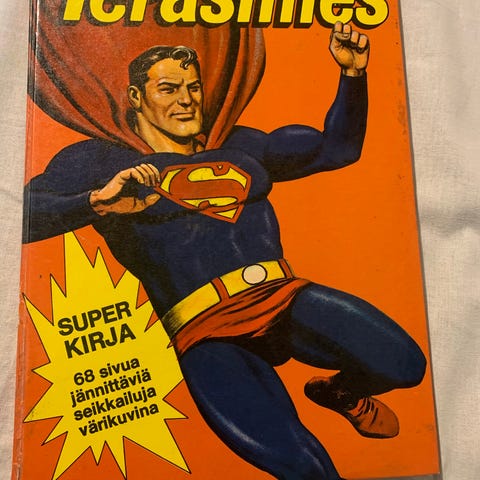 Teräsmies
S
SUPER
KIRJA
68 sivua
jännittäviä
seikkailuja
värikuvina